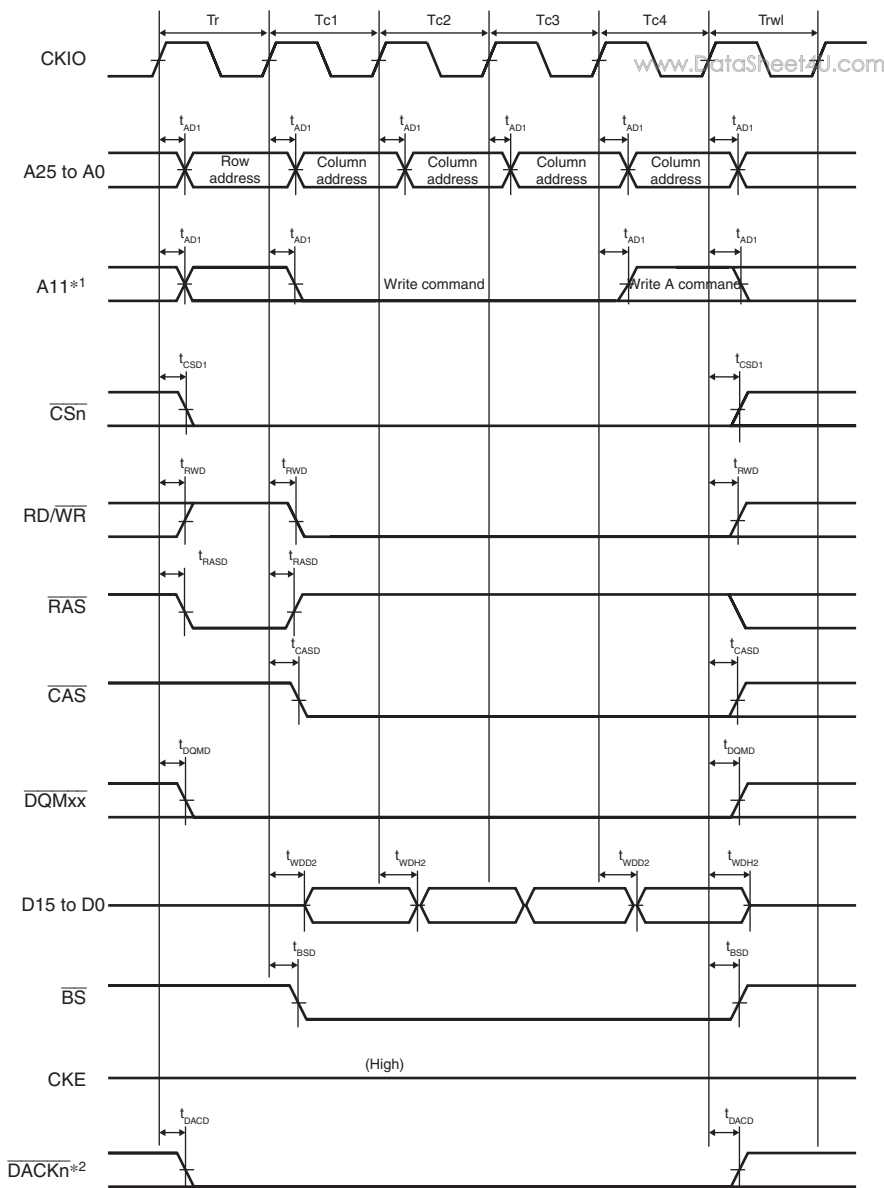 Tr Tc1 Tc2 Tc3 Tc4 Trwl
CKIO
www.DataSheet4U.com
tAD1 tAD1 tAD1 tAD1 tAD1 tAD1
A25 to A0
Row address
Column address
Column address
Column address
Column address
tAD1 tAD1 tAD1 tAD1
A11*1
Write command
Write A command
tCSD1 tCSD1
CSn
tRWD tRWD tRWD
RD/WR
tRASD tRASD
RAS
tCASD tCASD
CAS
tDQMD tDQMD
DQMxx
tWDD2 tWDH2 tWDD2 tWDH2
D15 to D0
tBSD tBSD
BS
(High)
CKE
tDACD tDACD
DACKn*2